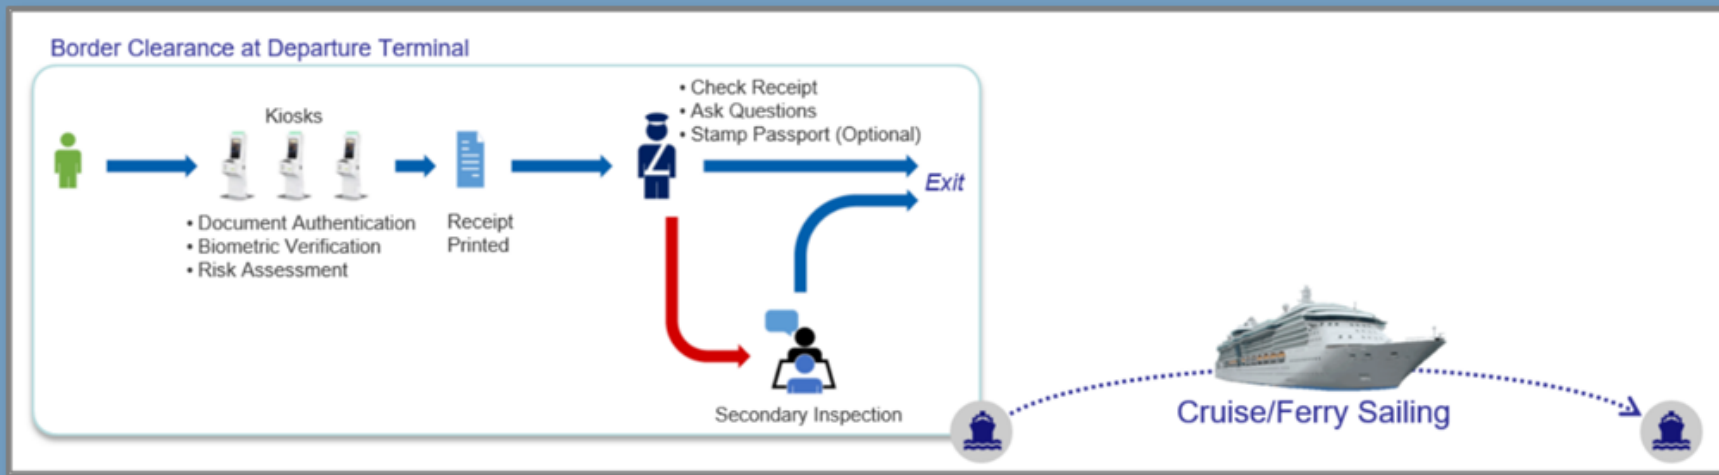 Border Clearance at Departure Terminal
Kiosks
• Document Authentication
• Biometric Verification
• Risk Assessment
Receipt
Printed
• Check Receipt
• Ask Questions
• Stamp Passport (Optional)
Exit
Secondary Inspection
Cruise/Ferry Sailing